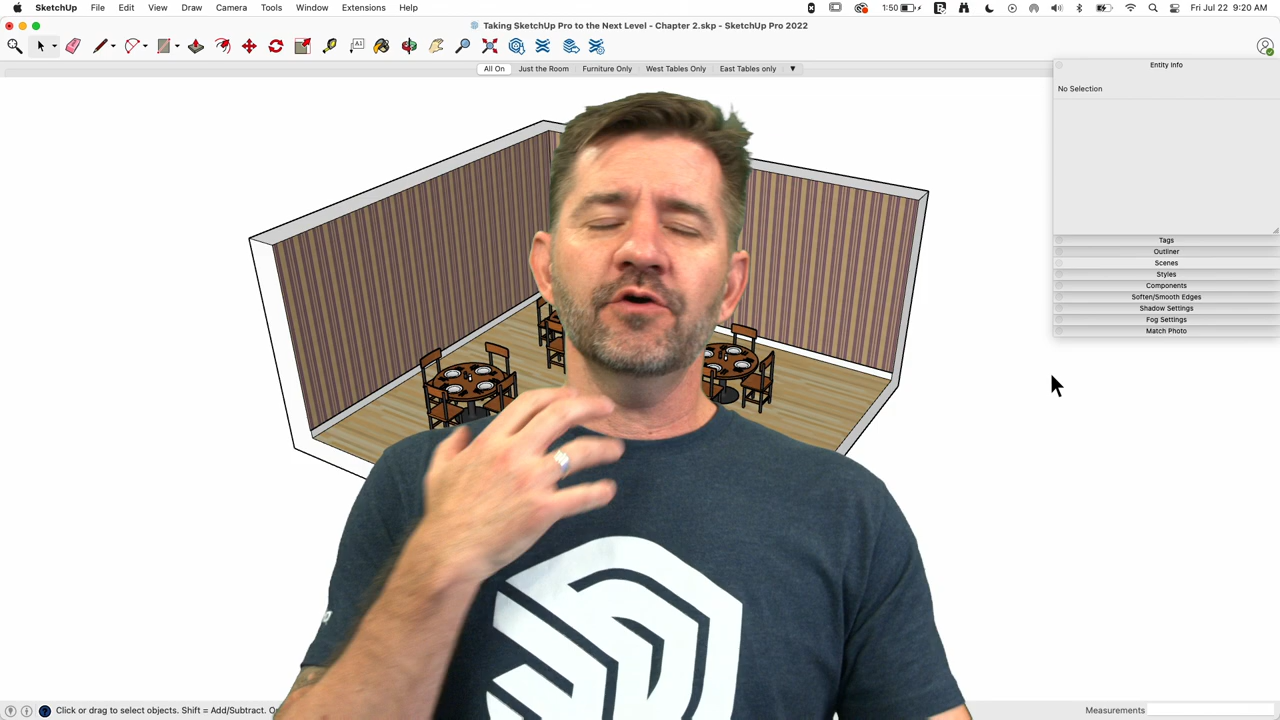 SketchUp File Edit View Draw Camera Tools Window Extensions Help 1:50 Fri Jul 22 9:20 AM
Taking SketchUp Pro to the Next Level - Chapter 2.skp - SketchUp Pro 2022
All On Just the Room Furniture Only West Tables Only East Tables only
Entity Info
No Selection
Tags
Outliner
Scenes
Styles
Components
Soften/Smooth Edges
Shadow Settings
Fog Settings
Match Photo
Click or drag to select objects. Shift = Add/Subtract. Measurements